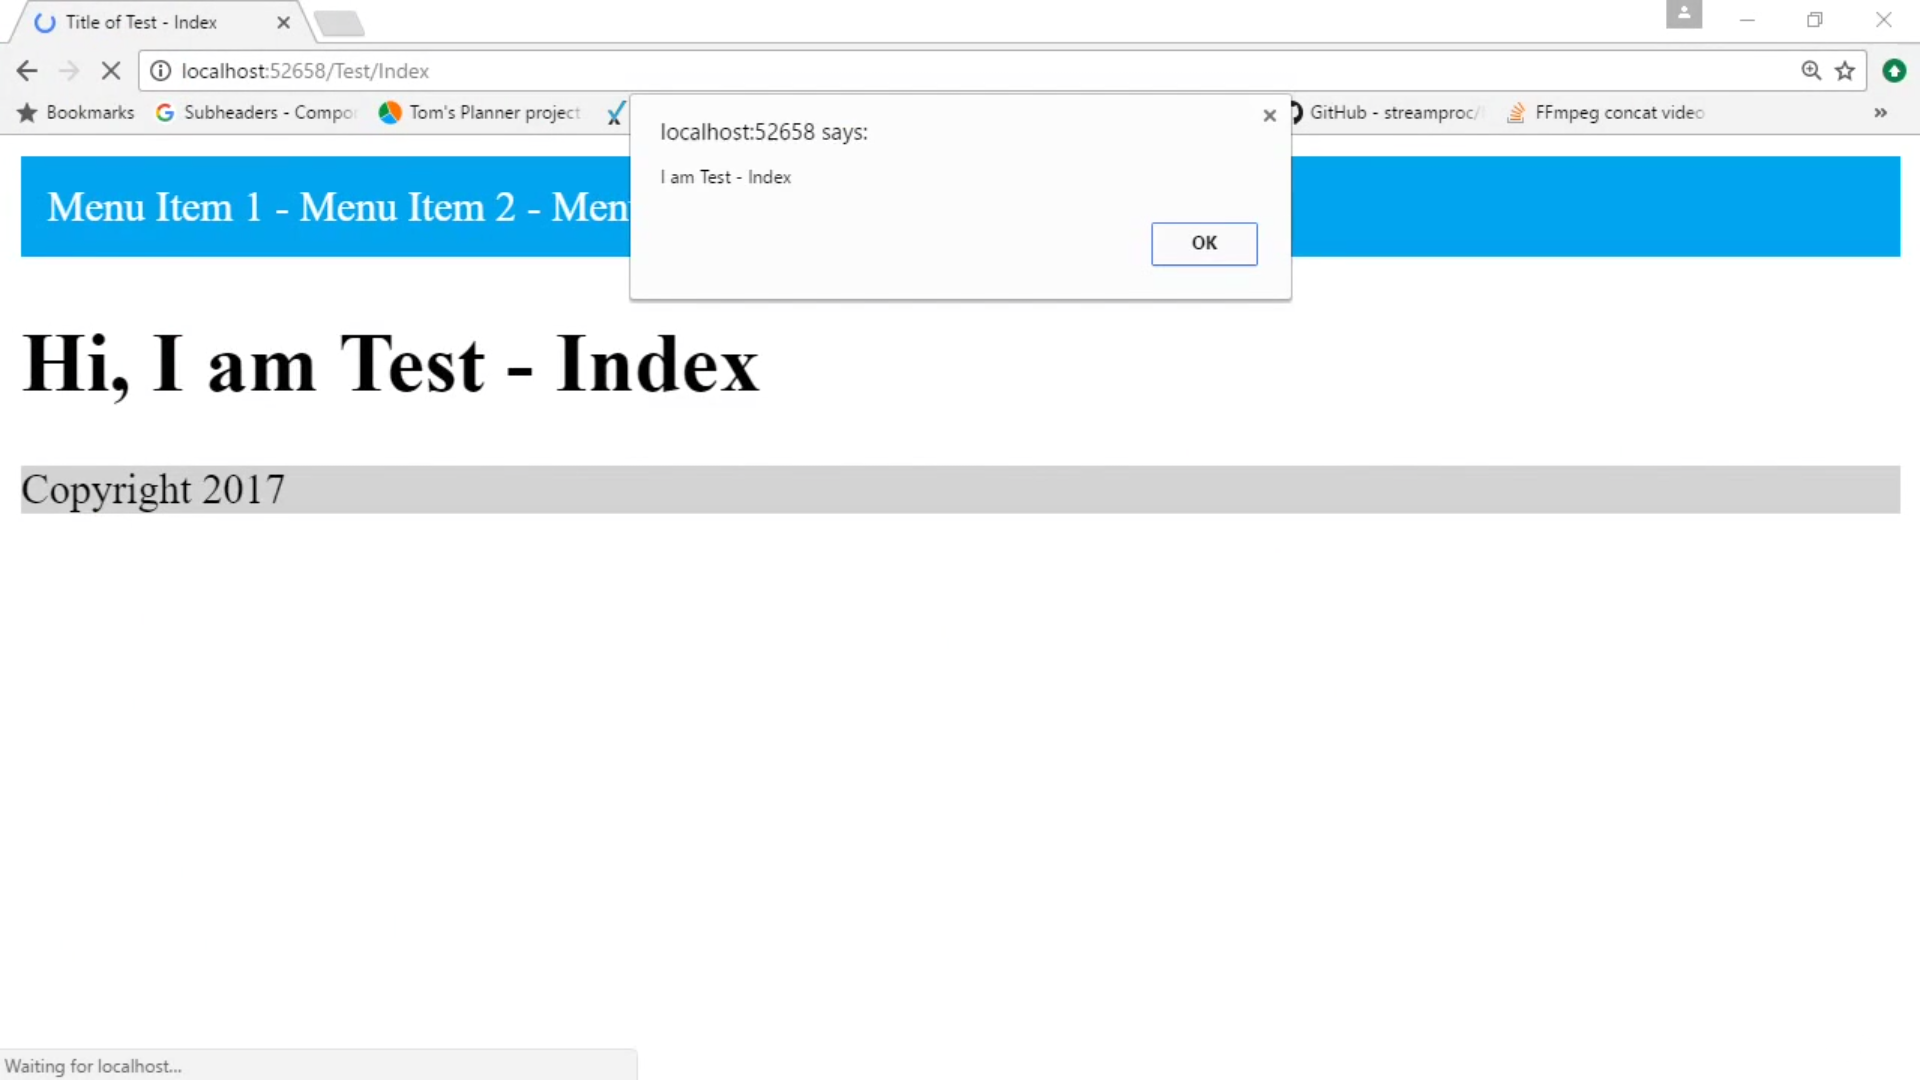 Title of Test - Index
localhost:52658/Test/Index
Bookmarks
Subheaders - Compo
Tom's Planner project
GitHub - streamproc/
FFmpeg concat video
localhost:52658 says:
I am Test - Index
OK
Menu Item 1 - Menu Item 2 - Men
Hi, I am Test - Index
Copyright 2017
Waiting for localhost...